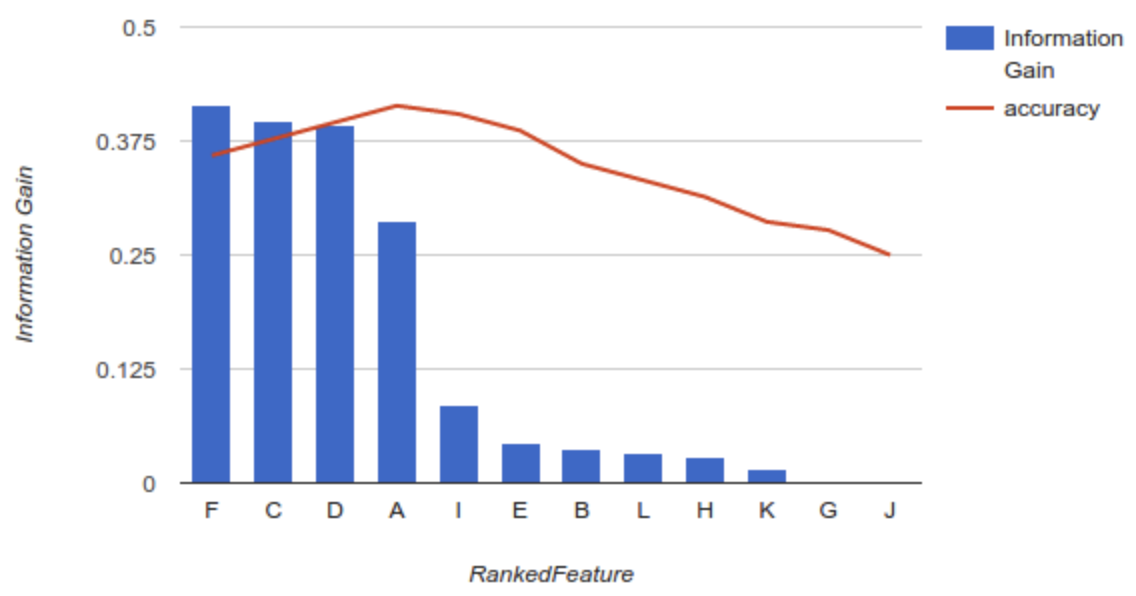 0.5
0.375
0.25
0.125
0
Information Gain
F C D A I E B L H K G J
RankedFeature
Information
Gain
accuracy